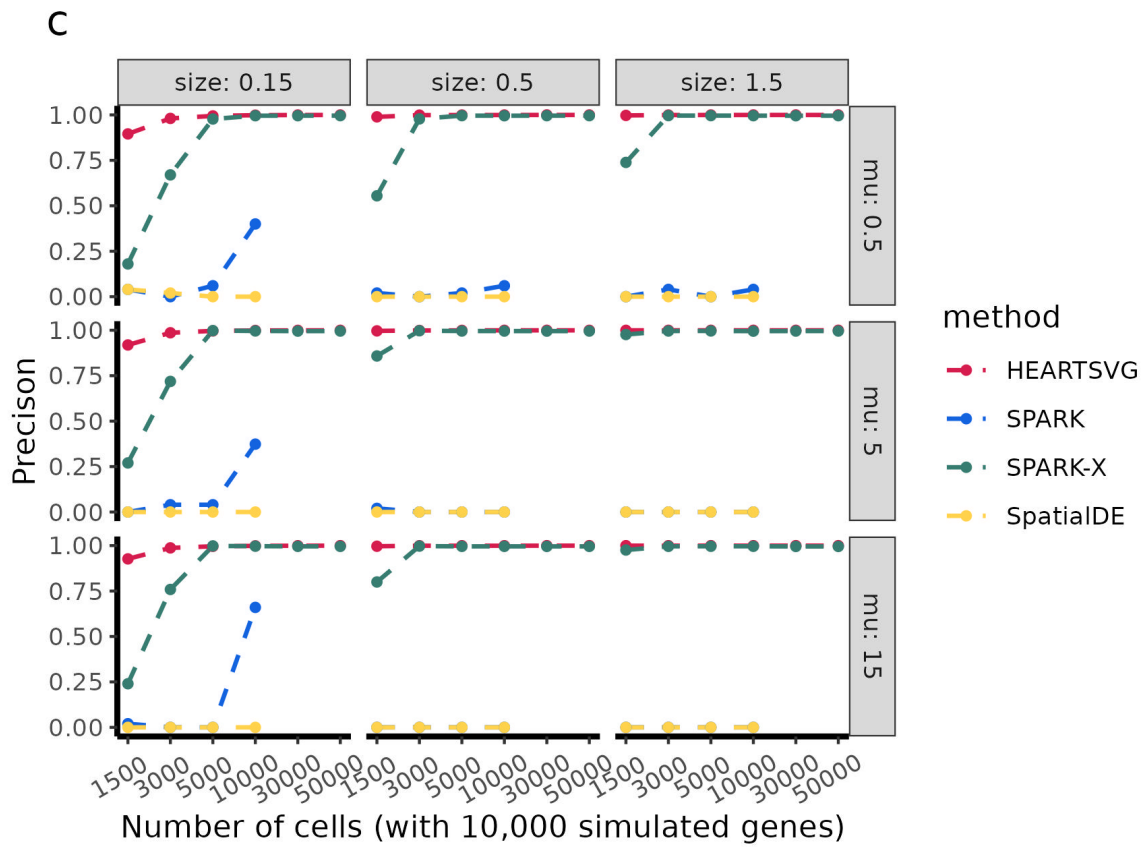 C
size: 0.15
size: 0.5
size: 1.5
1.00
0.75
0.50
0.25
0.00
mu: 0.5
1.00
0.75
0.50
0.25
0.00
mu: 5
1.00
0.75
0.50
0.25
0.00
mu: 15
Precison
1500
3000
5000
10000
30000
50000
1500
3000
5000
10000
30000
50000
1500
3000
5000
10000
30000
50000
Number of cells (with 10,000 simulated genes)
method
HEARTSVG
SPARK
SPARK-X
SpatialDE